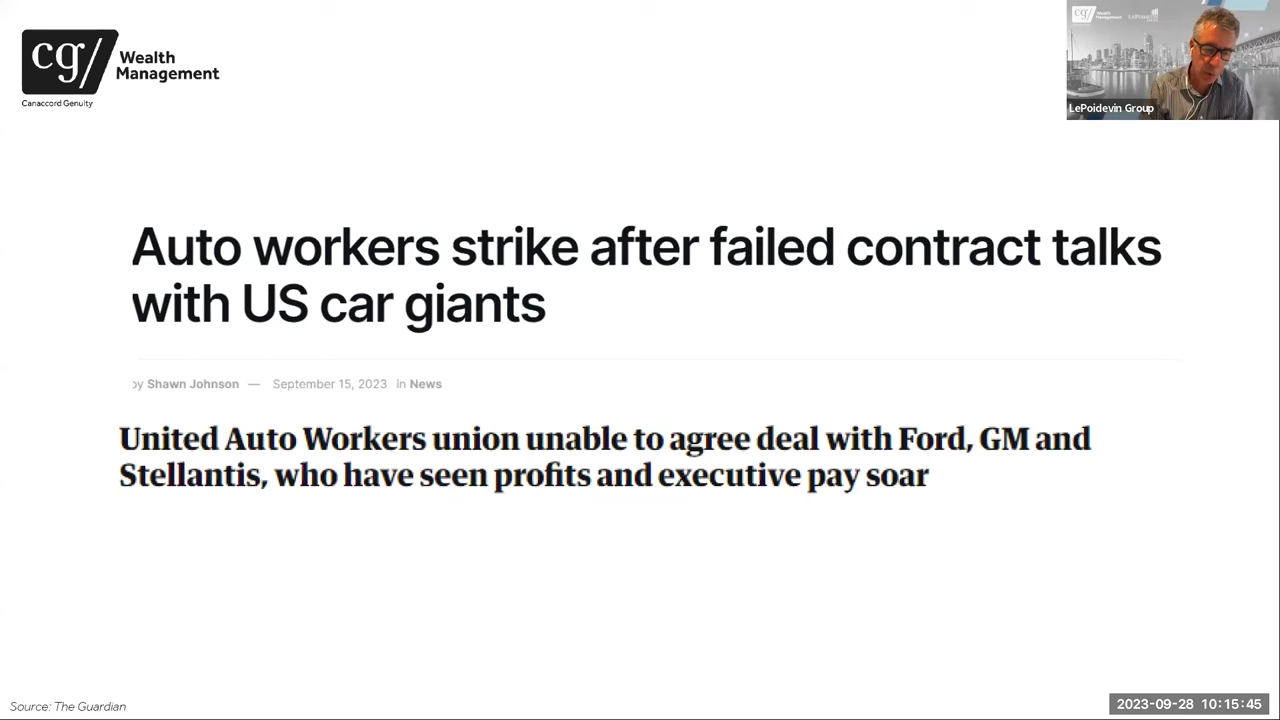 cg/ Wealth
Management
Canaccord Genuity
LePoidevin Group
Auto workers strike after failed contract talks
with US car giants
by Shawn Johnson — September 15, 2023 in News
United Auto Workers union unable to agree deal with Ford, GM and
Stellantis, who have seen profits and executive pay soar
Source: The Guardian
2023-09-28 10:15:45